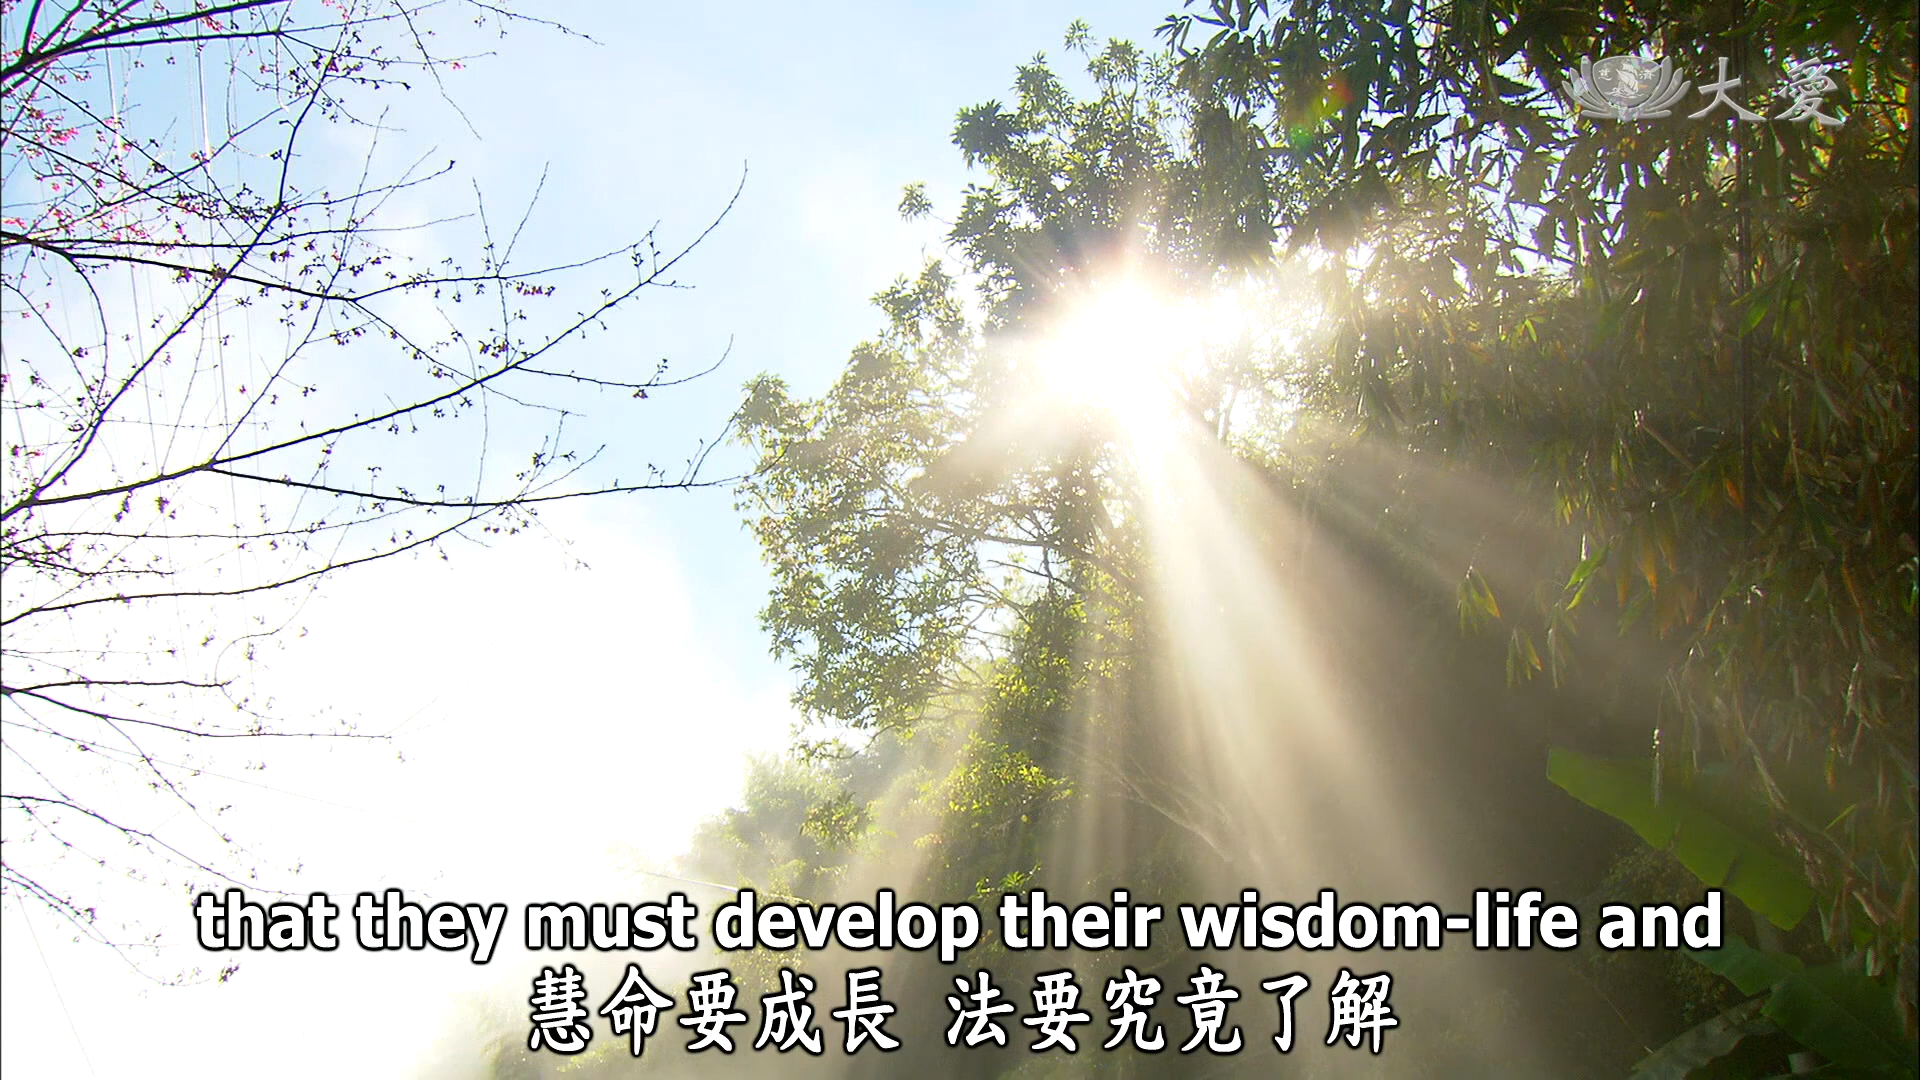 大愛
that they must develop their wisdom-life and
慧命要成長 法要究竟了解